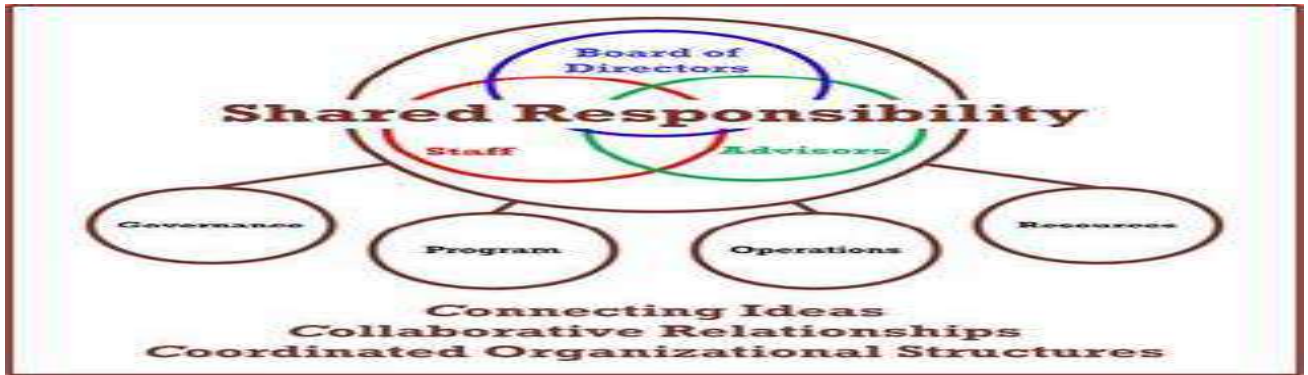 Board of
Directors
Shared Responsibility
Staff
Advisors
Governance
Program
Operations
Resources
Connecting Ideas
Collaborative Relationships
Coordinated Organizational Structures